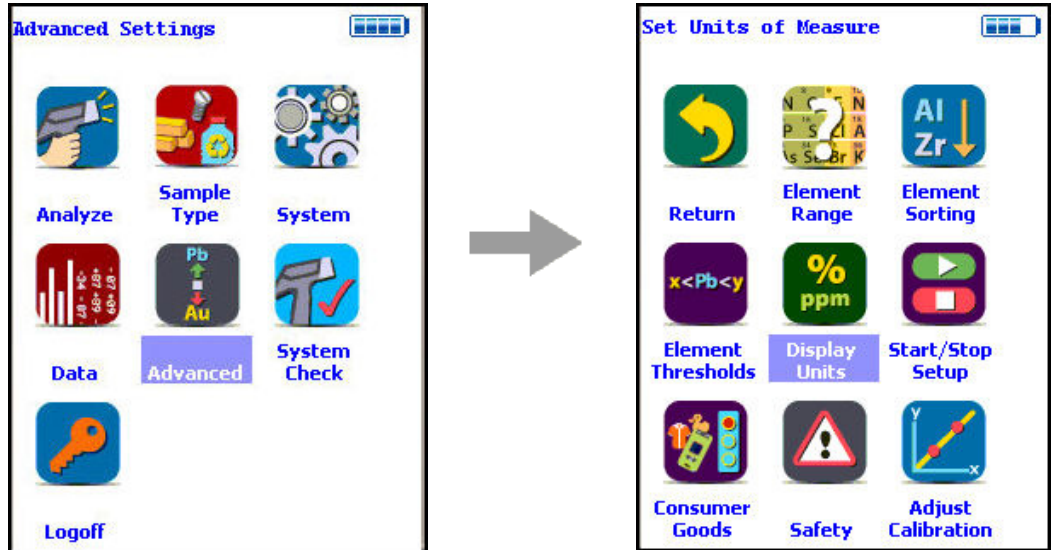 Advanced Settings
Analyze
Sample
Type
System
Pb
Au
Data
Advanced
System
Check
Logoff
Set Units of Measure
Return
Element
Range
Al
Zr
Element
Sorting
x<Pb<y
Element
Thresholds
%
ppm
Display
Units
Start/Stop
Setup
Consumer
Goods
Safety
y
x
Adjust
Calibration